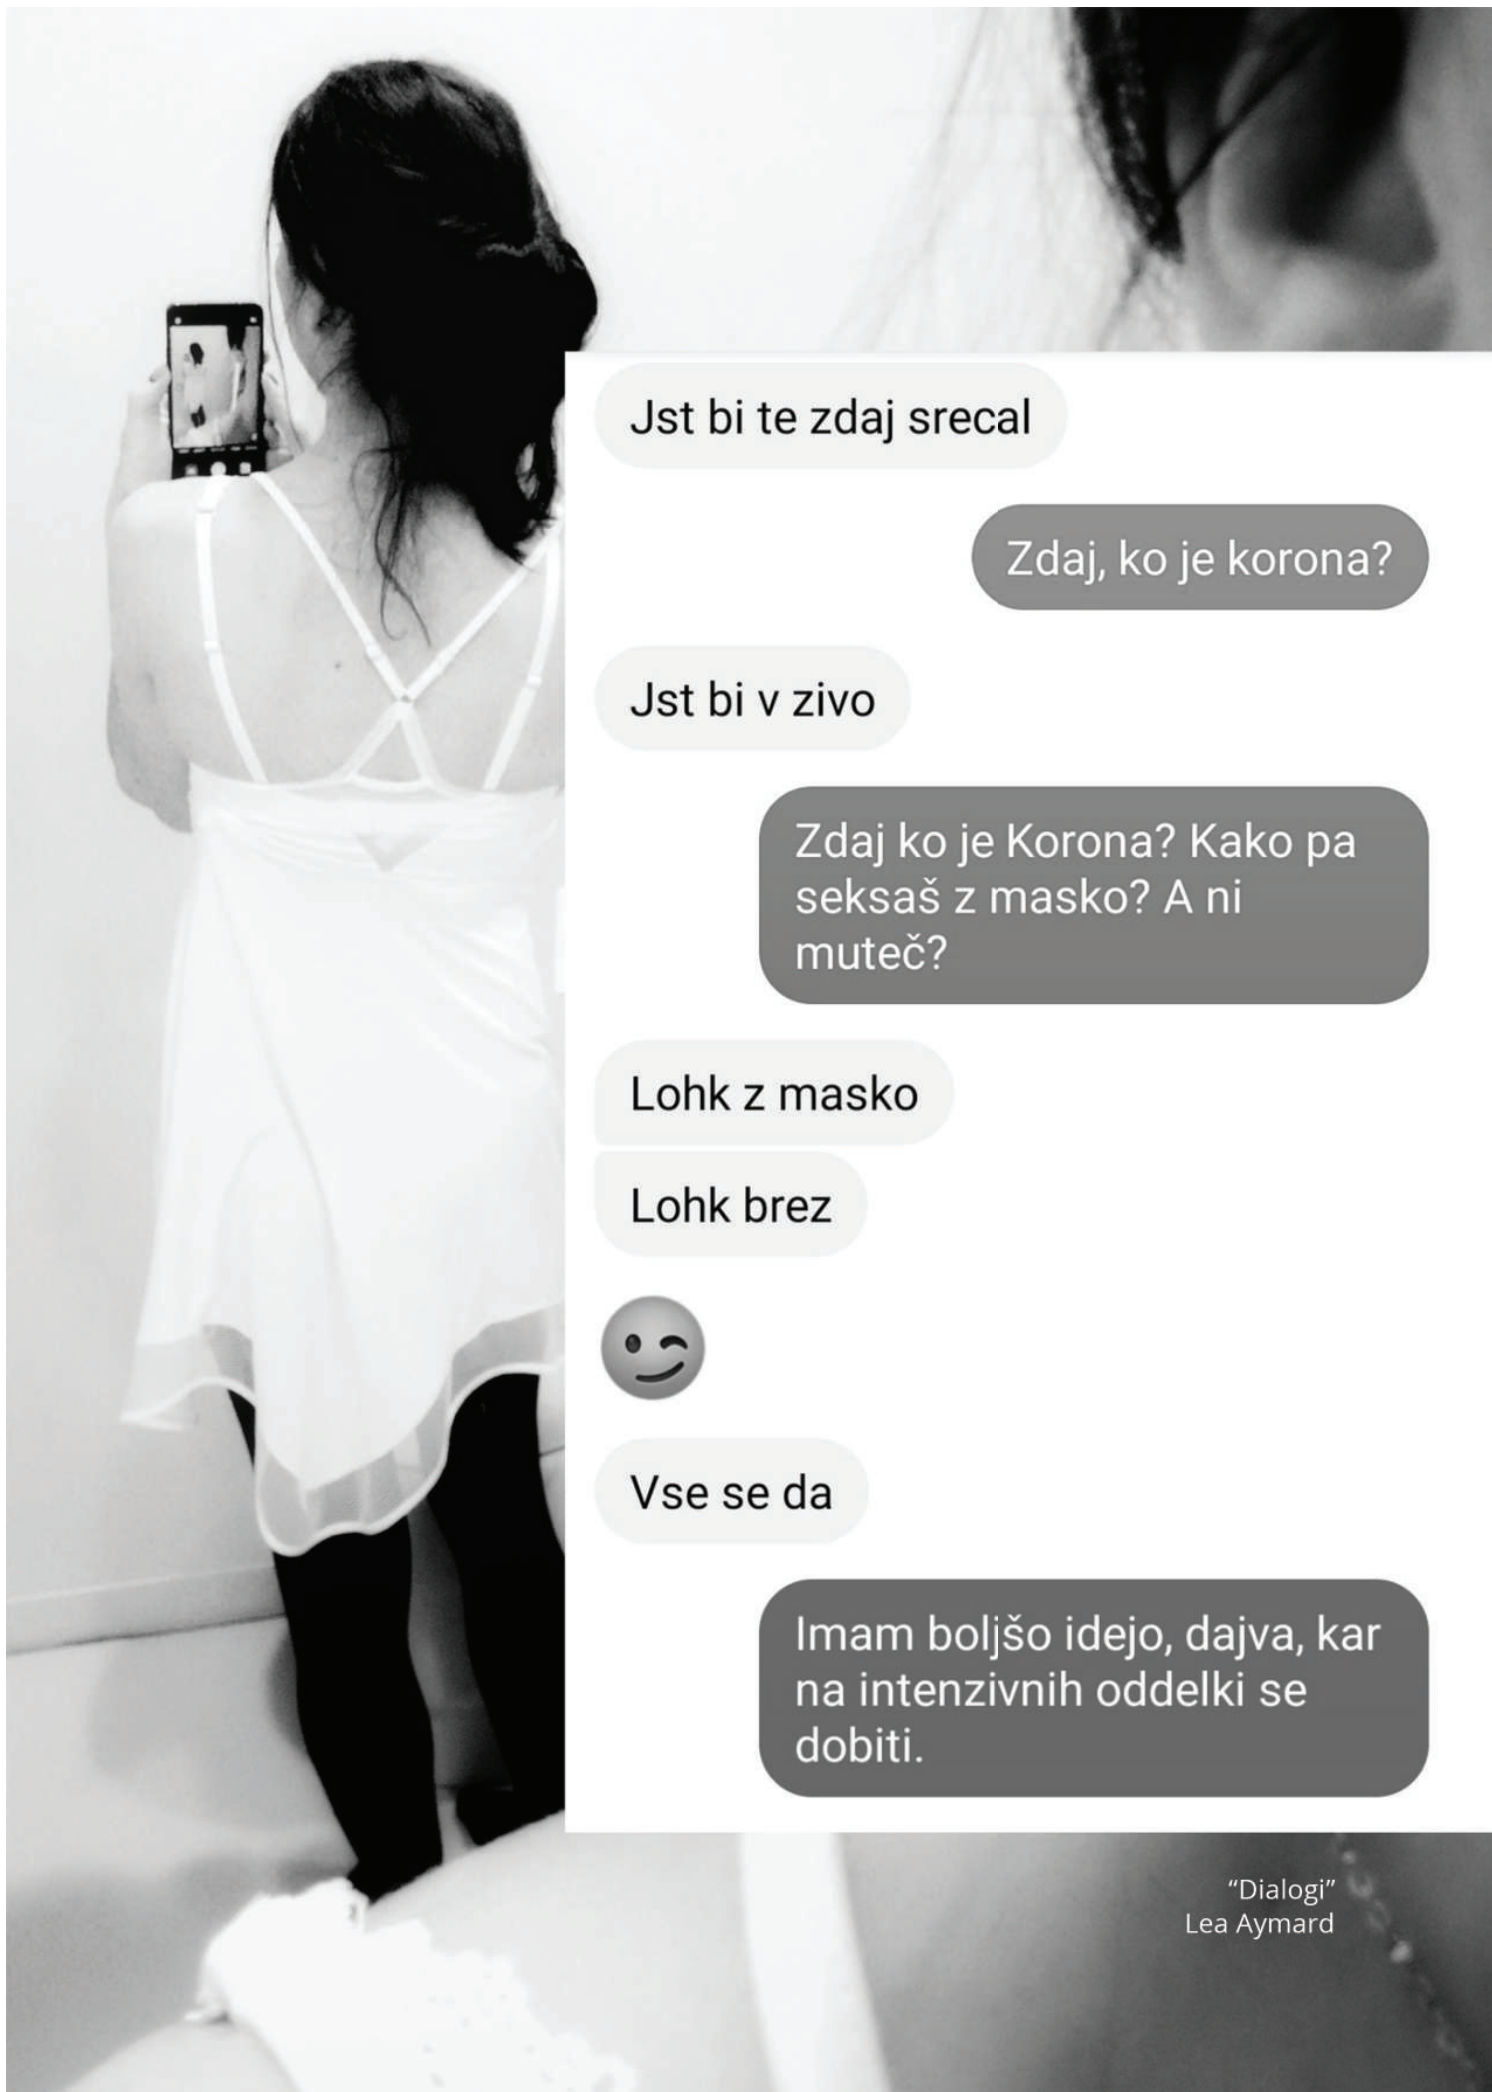 Jst bi te zdaj srecal
Zdaj, ko je korona?
Jst bi v zivo
Zdaj ko je Korona? Kako pa
seksaš z masko? A ni
muteč?
Lohk z masko
Lohk brez
😉
Vse se da
Imam boljšo idejo, dajva, kar
na intenzivnih oddelki se
dobiti.
“Dialogi”
Lea Aymard